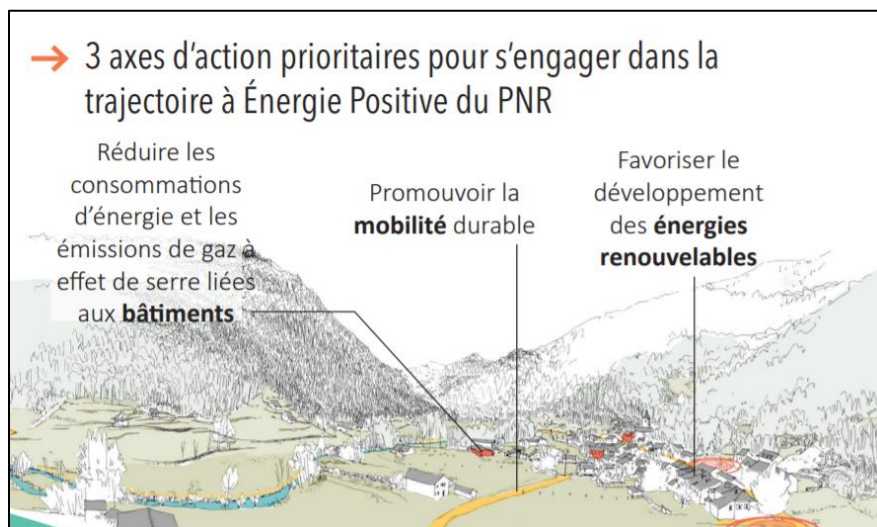 → 3 axes d’action prioritaires pour s’engager dans la
trajectoire à Énergie Positive du PNR
Réduire les
consommations
d’énergie et les
émissions de gaz à
effet de serre liées
aux bâtiments
Promouvoir la
mobilité durable
Favoriser le
développement
des énergies
renouvelables